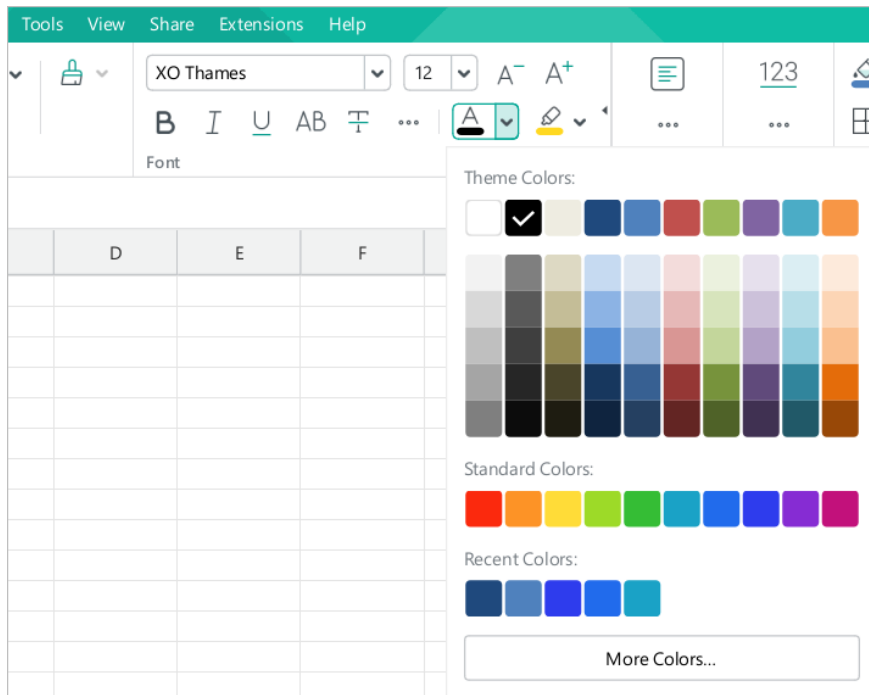 Tools View Share Extensions Help
XO Thames 12 A− A+
123
B I U AB T A
Font
Theme Colors:
D E F
Standard Colors:
Recent Colors:
More Colors...